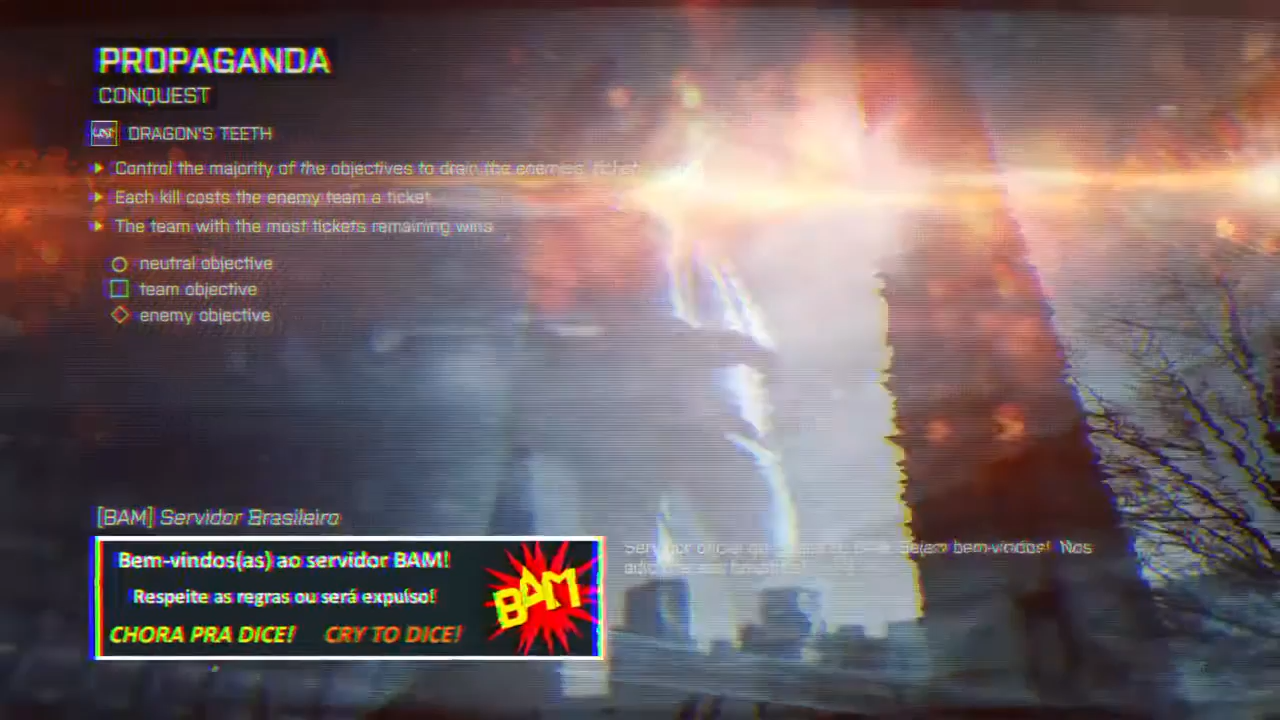 PROPAGANDA
CONQUEST
DRAGON'S TEETH
Control the majority of the objectives to drain the enemies' ticket
Each kill costs the enemy team a ticket
The team with the most tickets remaining wins
neutral objective
team objective
enemy objective
[BAM] Servidor Brasileiro
Bem-vindos(as) ao servidor BAM!
Respeite as regras ou será expulso!
CHORA PRA DICE! CRY TO DICE!
BAM
Sejam bem-vindos! Nos